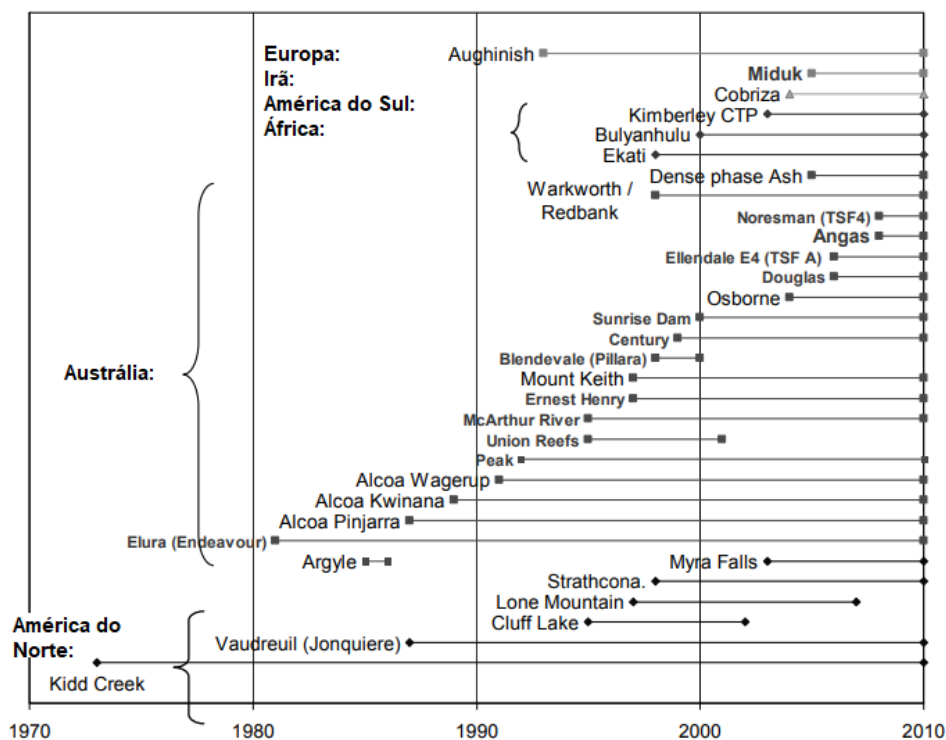 Europa:
Aughinish
Irã:
Miduk
América do Sul:
Cobriza
África:
Kimberley CTP
Bulyanhulu
Ekati
Dense phase Ash
Warkworth /
Redbank
Noresman (TSF4)
Angas
Ellendale E4 (TSF A)
Douglas
Osborne
Sunrise Dam
Century
Blendevale (Pillara)
Austrália:
Mount Keith
Ernest Henry
McArthur River
Union Reefs
Peak
Alcoa Wagerup
Alcoa Kwinana
Alcoa Pinjarra
Elura (Endeavour)
Argyle
Myra Falls
Strathcona.
Lone Mountain
Cluff Lake
América do
Norte:
Vaudreuil (Jonquiere)
Kidd Creek
1970 1980 1990 2000 2010